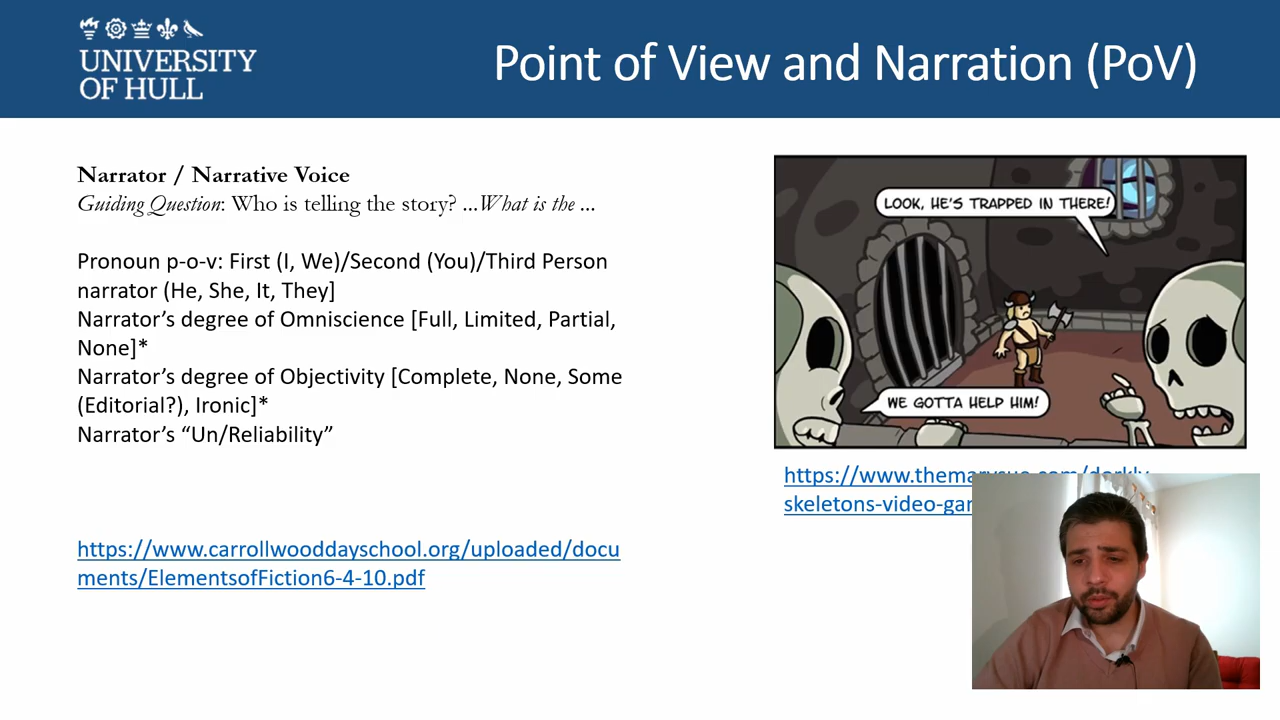 UNIVERSITY
OF HULL
Point of View and Narration (PoV)
Narrator / Narrative Voice
Guiding Question: Who is telling the story? ...What is the ...
Pronoun p-o-v: First (I, We)/Second (You)/Third Person
narrator (He, She, It, They]
Narrator’s degree of Omniscience [Full, Limited, Partial,
None]*
Narrator’s degree of Objectivity [Complete, None, Some
(Editorial?), Ironic]*
Narrator’s “Un/Reliability”
https://www.carrollwooddayschool.org/uploaded/docu
ments/ElementsofFiction6-4-10.pdf
LOOK, HE'S TRAPPED IN THERE!
WE GOTTA HELP HIM!
https://www.themarysue.com/dorkly-
skeletons-video-gam